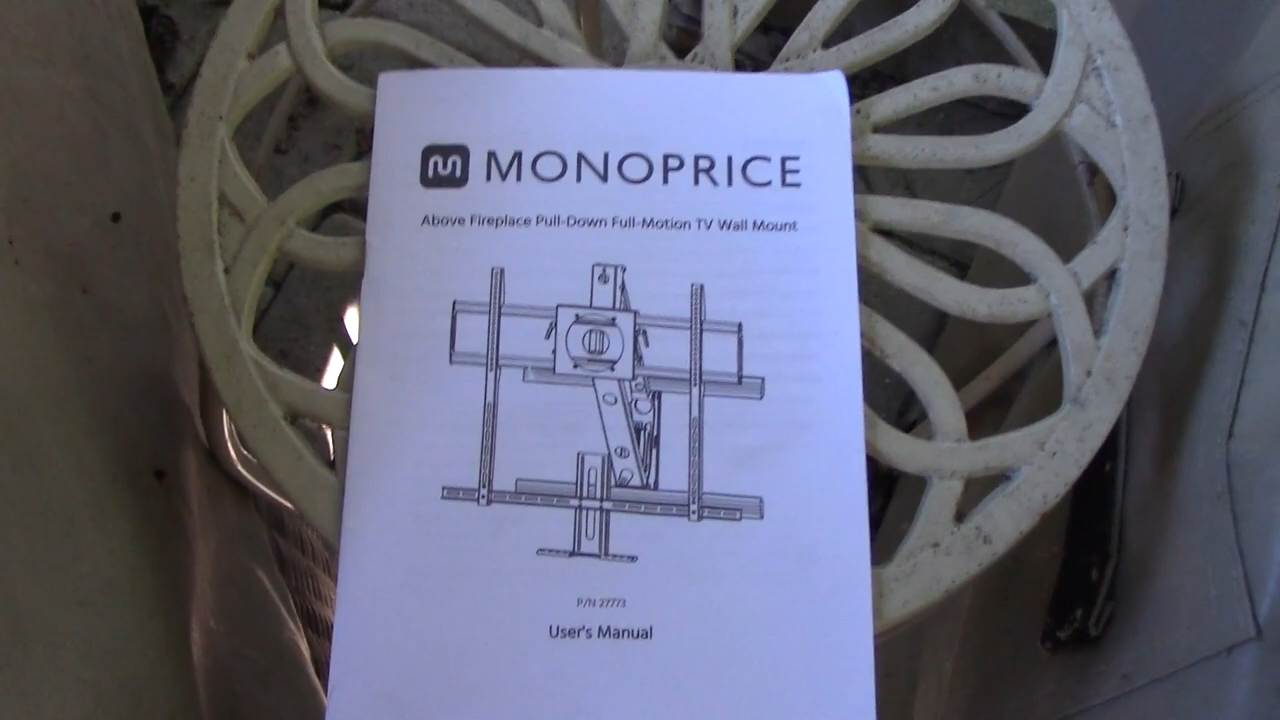 MONOPRICE
Above Fireplace Pull-Down Full-Motion TV Wall Mount
P/N 27773
User's Manual